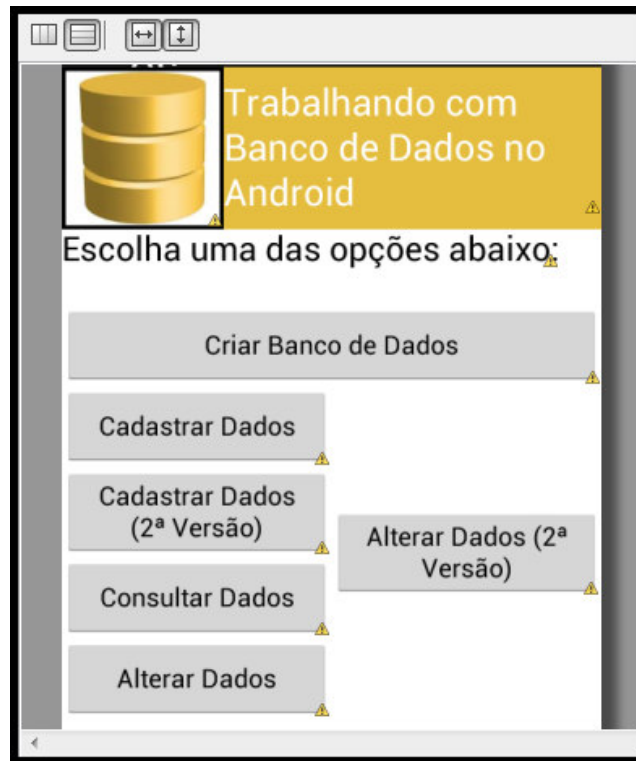 Trabalhando com
Banco de Dados no
Android
Escolha uma das opções abaixo:
Criar Banco de Dados
Cadastrar Dados
Cadastrar Dados
(2ª Versão)
Alterar Dados (2ª
Versão)
Consultar Dados
Alterar Dados